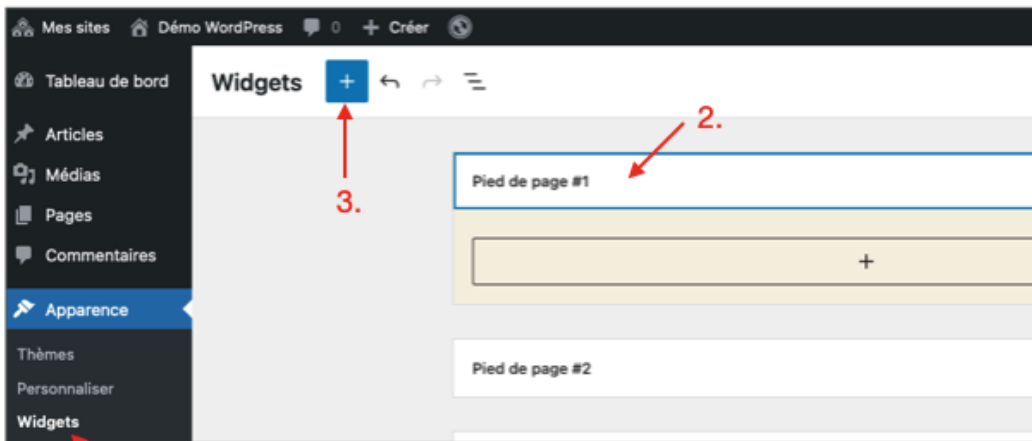 Mes sites Démo WordPress 0 + Créer
Tableau de bord
Widgets +
Articles
2.
Médias
Pied de page #1
3.
Pages
Commentaires
+
Apparence
Thèmes
Pied de page #2
Personnaliser
Widgets